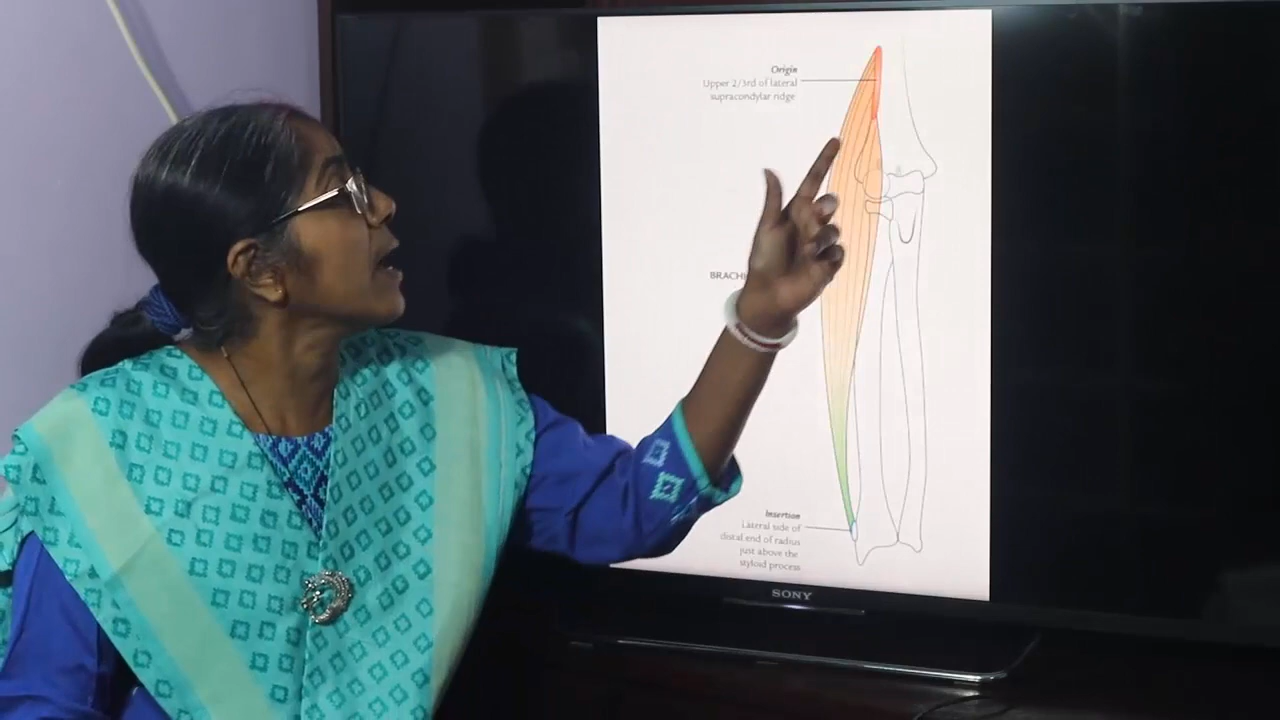 Origin
Upper 2/3rd of lateral
supracondylar ridge
Insertion
Lateral side of
distal end of radius
just above the
styloid process
SONY